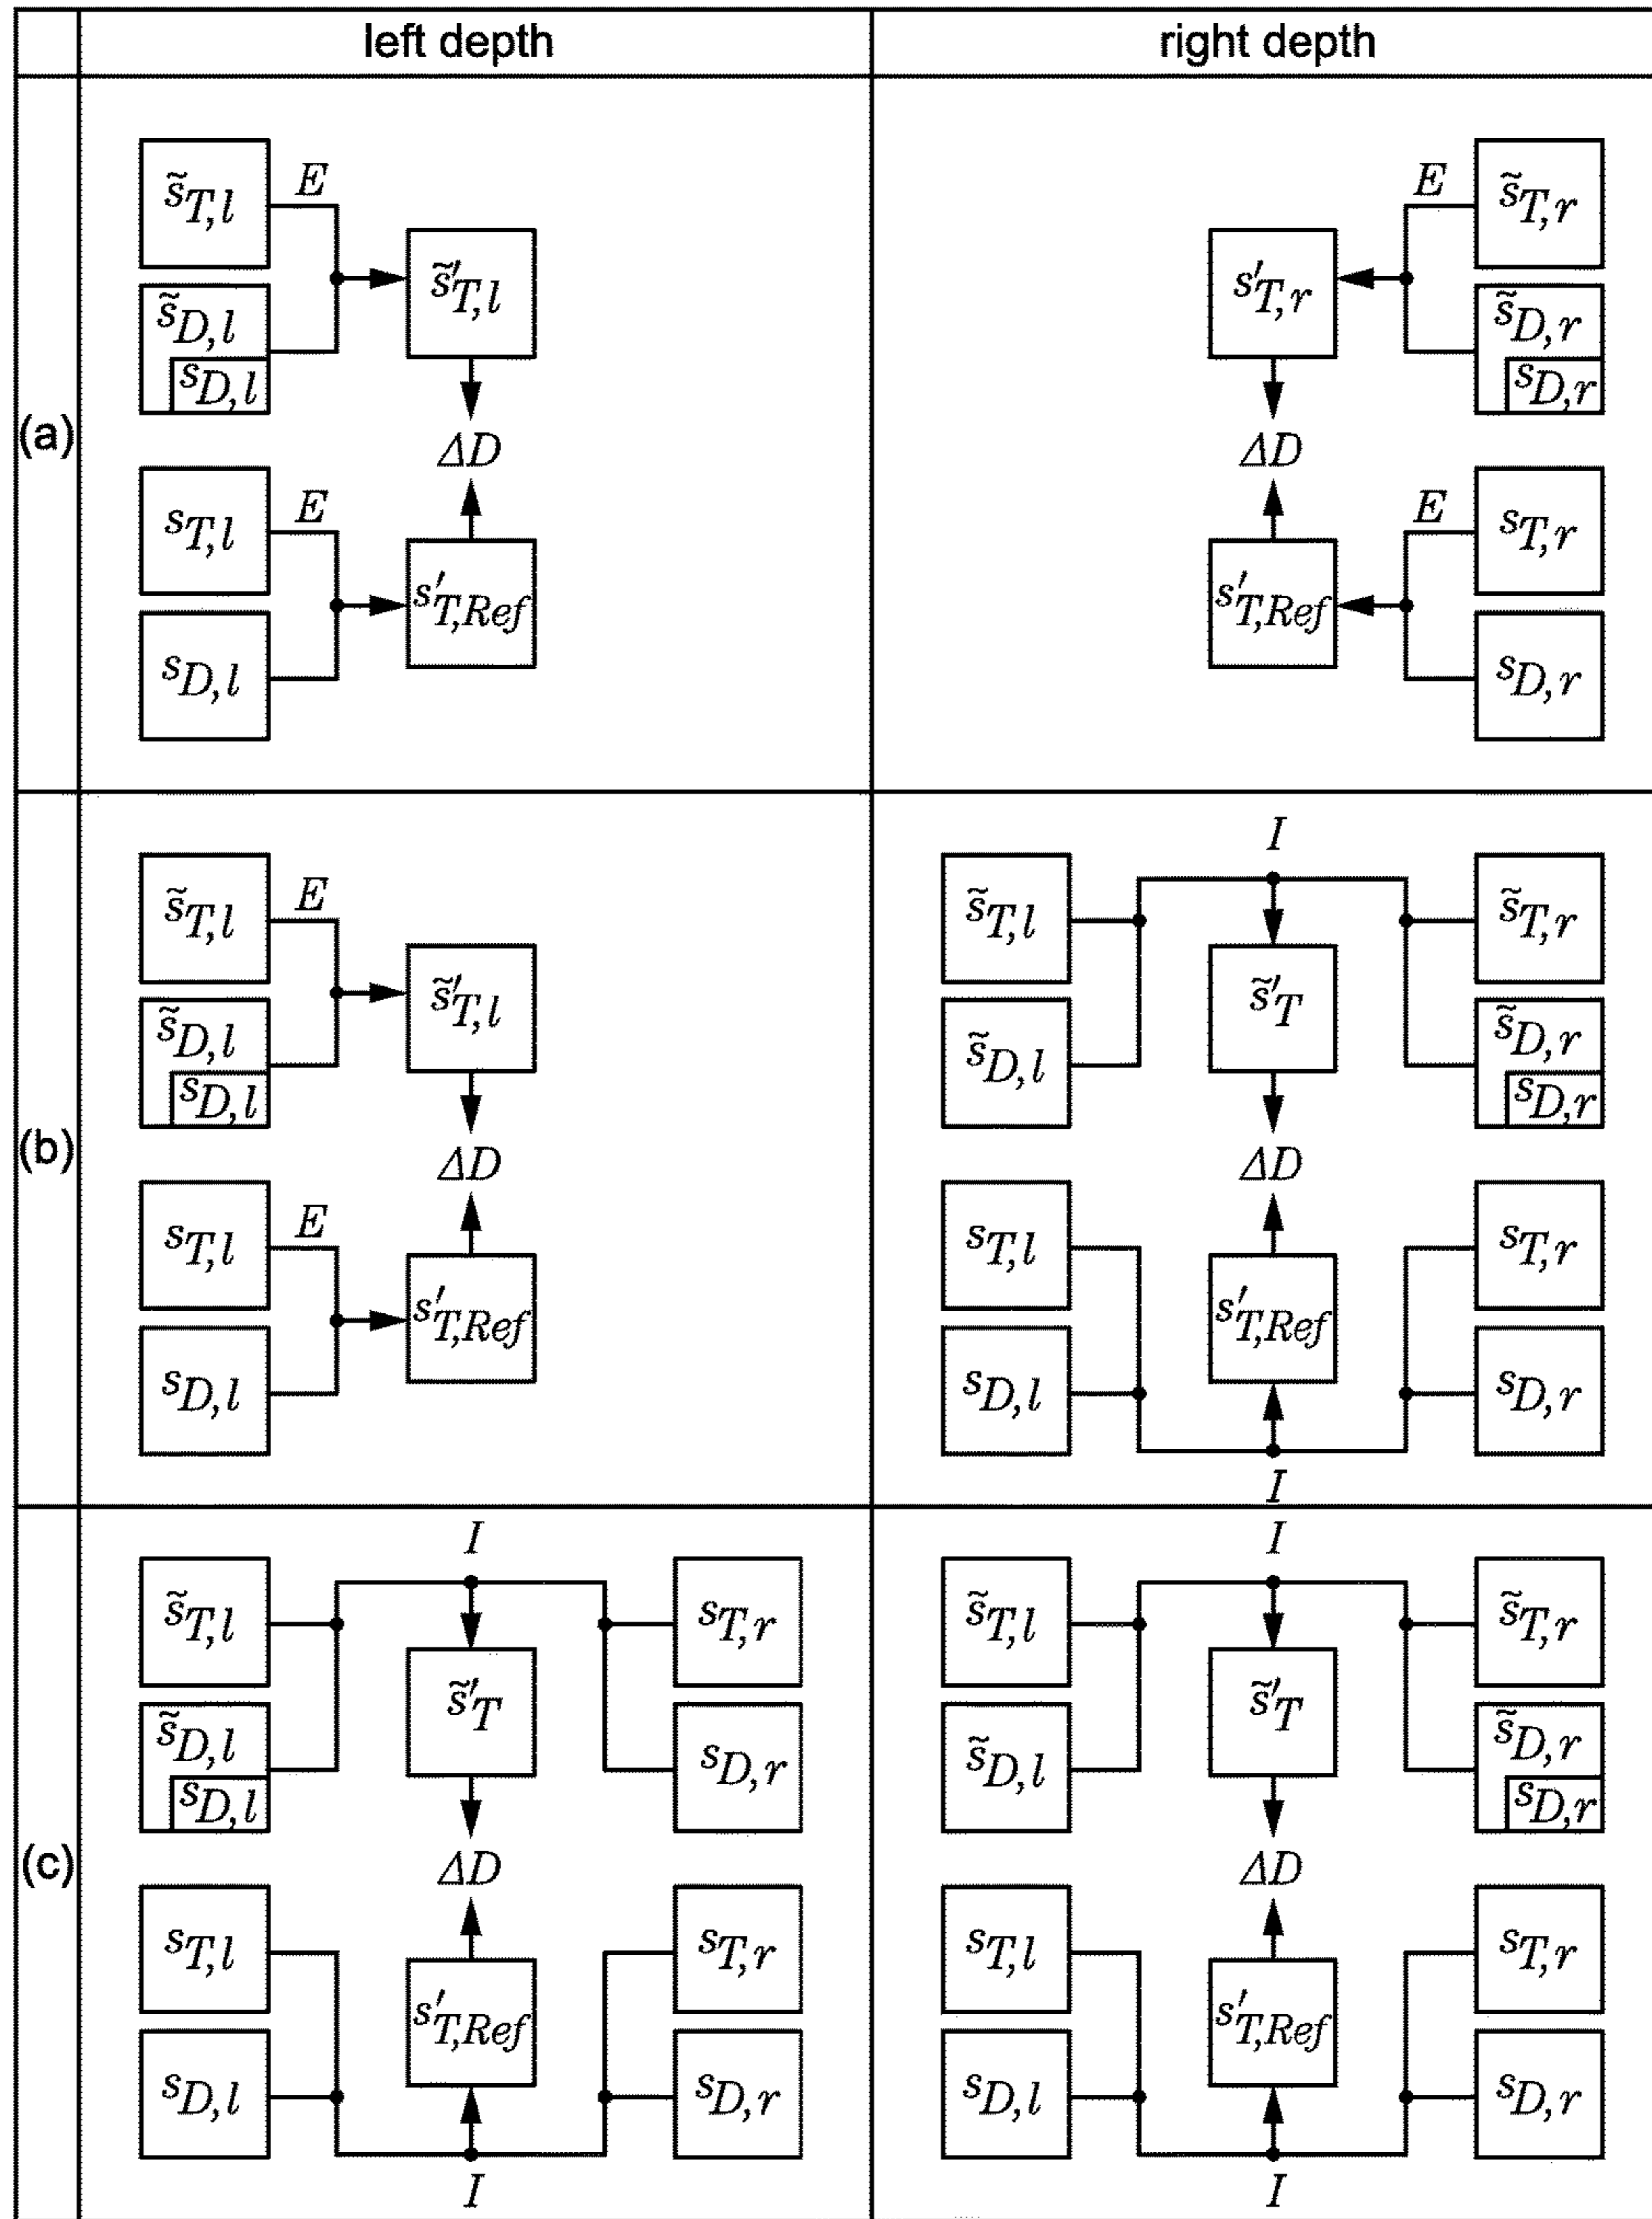 left depth right depth
(a)
s̃T,l E s̃D,l sD,l s̃′T,l ΔD
sT,l E sD,l s′T,Ref
s′T,r E s̃T,r s̃D,r sD,r ΔD
s′T,Ref E sT,r sD,r
(b)
s̃T,l E s̃D,l sD,l s̃′T,l ΔD
sT,l E sD,l s′T,Ref
I
s̃T,l s̃′T s̃T,r
s̃D,l s̃D,r sD,r
ΔD
sT,l s′T,Ref sT,r
sD,l sD,r
I
(c)
I
s̃T,l s̃′T sT,r
s̃D,l sD,l sD,r
ΔD
sT,l s′T,Ref sT,r
sD,l sD,r
I
I
s̃T,l s̃′T s̃T,r
s̃D,l s̃D,r sD,r
ΔD
sT,l s′T,Ref sT,r
sD,l sD,r
I